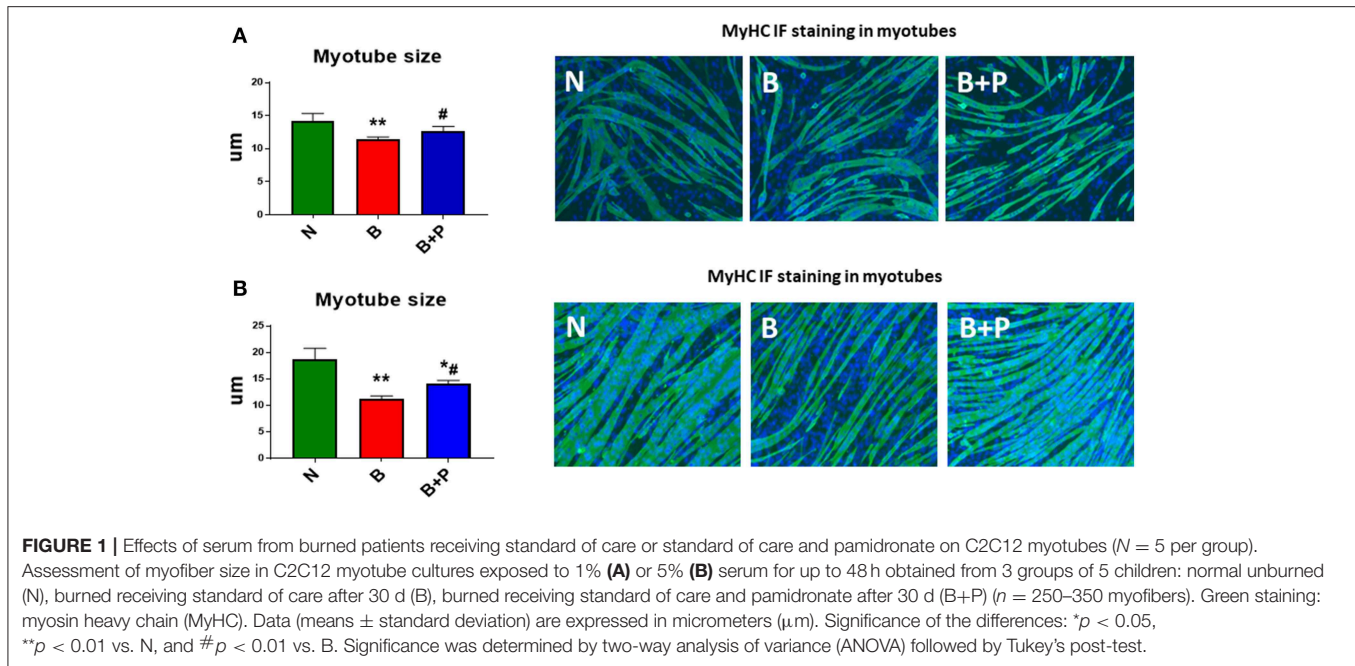 A
Myotube size
20
15
10
5
0
um
**
#
N
B
B+P
MyHC IF staining in myotubes
N
B
B+P
B
Myotube size
25
20
15
10
5
0
um
**
*#
N
B
B+P
MyHC IF staining in myotubes
N
B
B+P
FIGURE 1 | Effects of serum from burned patients receiving standard of care or standard of care and pamidronate on C2C12 myotubes (N = 5 per group).
Assessment of myofiber size in C2C12 myotube cultures exposed to 1% (A) or 5% (B) serum for up to 48 h obtained from 3 groups of 5 children: normal unburned
(N), burned receiving standard of care after 30 d (B), burned receiving standard of care and pamidronate after 30 d (B+P) (n = 250–350 myofibers). Green staining:
myosin heavy chain (MyHC). Data (means ± standard deviation) are expressed in micrometers (μm). Significance of the differences: *p < 0.05,
**p < 0.01 vs. N, and #p < 0.01 vs. B. Significance was determined by two-way analysis of variance (ANOVA) followed by Tukey's post-test.